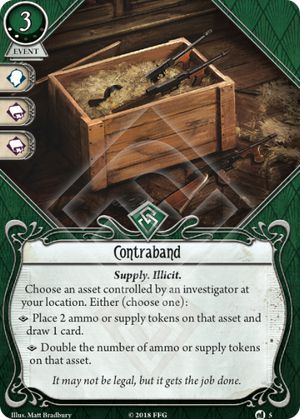 3
EVENT
Contraband
Supply. Illicit.
Choose an asset controlled by an investigator at
your location. Either (choose one):
Place 2 ammo or supply tokens on that asset and
draw 1 card.
Double the number of ammo or supply tokens
on that asset.
It may not be legal, but it gets the job done.
Illus. Matt Bradbury
© 2018 FFG
5